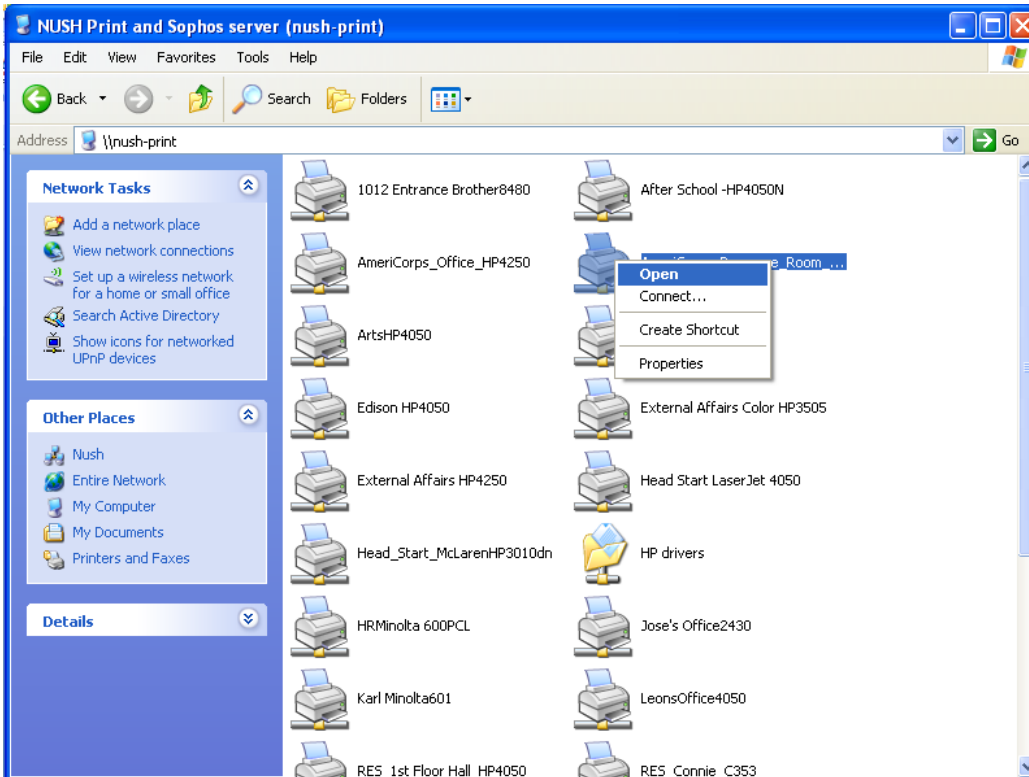 NUSH Print and Sophos server (nush-print)
File Edit View Favorites Tools Help
Back Search Folders
Address \\nush-print Go
Network Tasks
Add a network place
View network connections
Set up a wireless network
for a home or small office
Search Active Directory
Show icons for networked
UPnP devices
Other Places
Nush
Entire Network
My Computer
My Documents
Printers and Faxes
Details
1012 Entrance Brother8480
After School -HP4050N
AmeriCorps_Office_HP4250
Room_...
Open
Connect...
Create Shortcut
Properties
ArtsHP4050
Edison HP4050
External Affairs Color HP3505
External Affairs HP4250
Head Start LaserJet 4050
Head_Start_McLarenHP3010dn
HP drivers
HRMinolta 600PCL
Jose's Office2430
Karl Minolta601
LeonsOffice4050
RES 1st Floor Hall HP4050
RES Connie C353